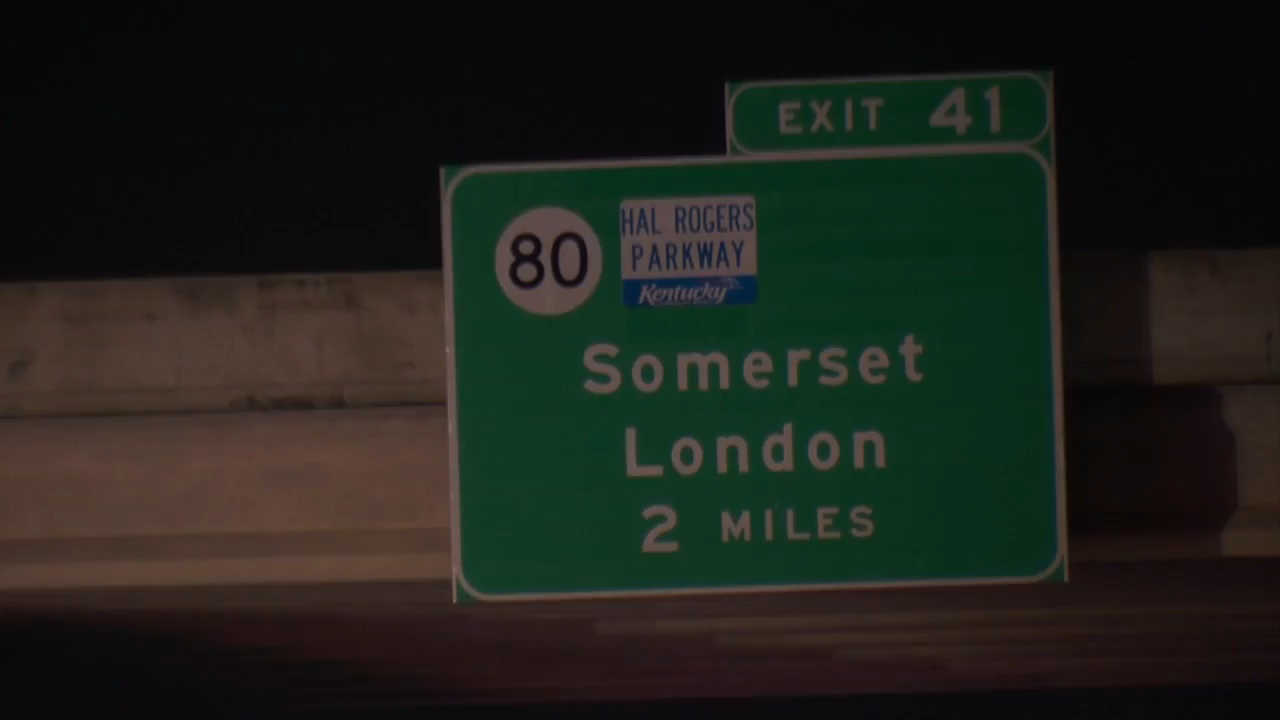 EXIT 41
80
HAL ROGERS
PARKWAY
Kentucky
Somerset
London
2 MILES